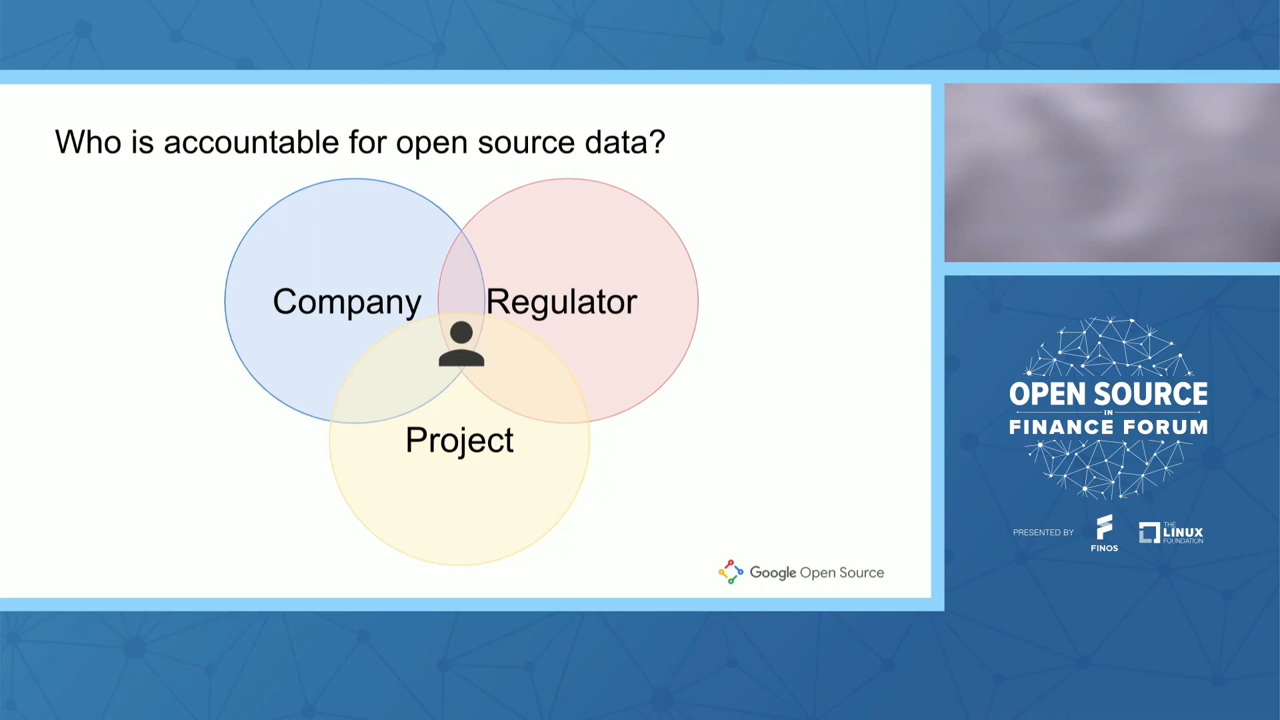 Who is accountable for open source data?
Company
Regulator
Project
Google Open Source
OPEN SOURCE
IN
FINANCE FORUM
PRESENTED BY
FINOS
THE
LINUX
FOUNDATION